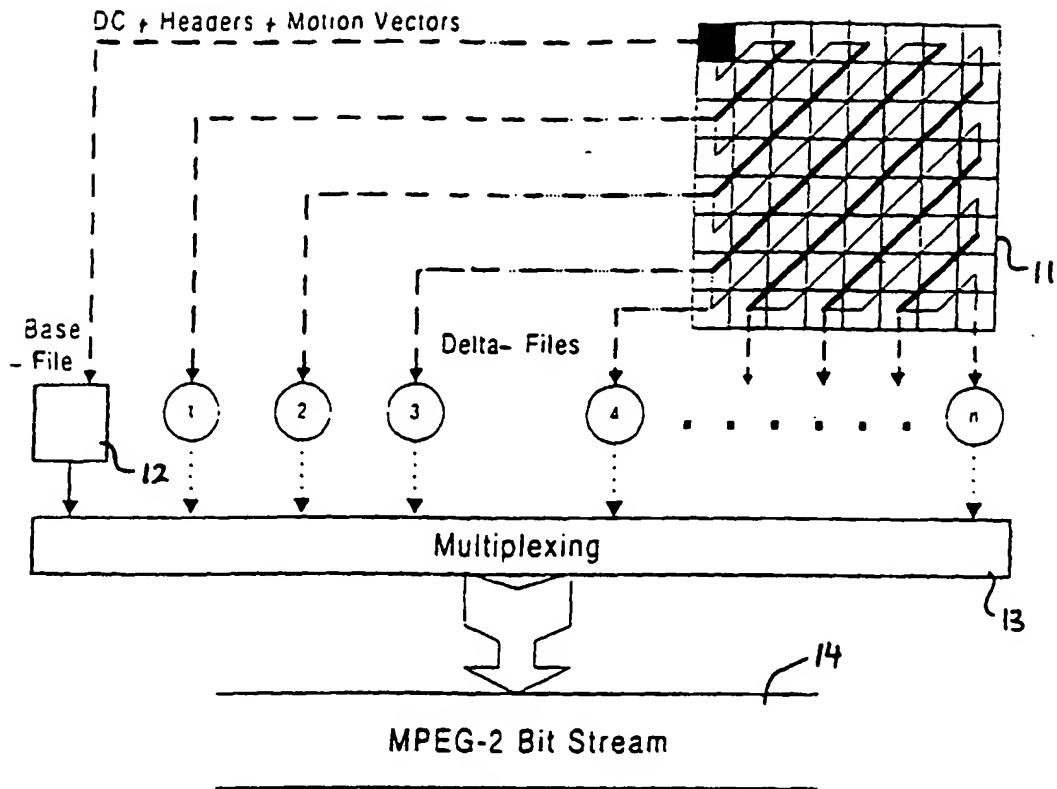 DC + Headers + Motion Vectors
11
Base
- File
Delta- Files
1
2
3
4
n
12
Multiplexing
13
14
MPEG-2 Bit Stream